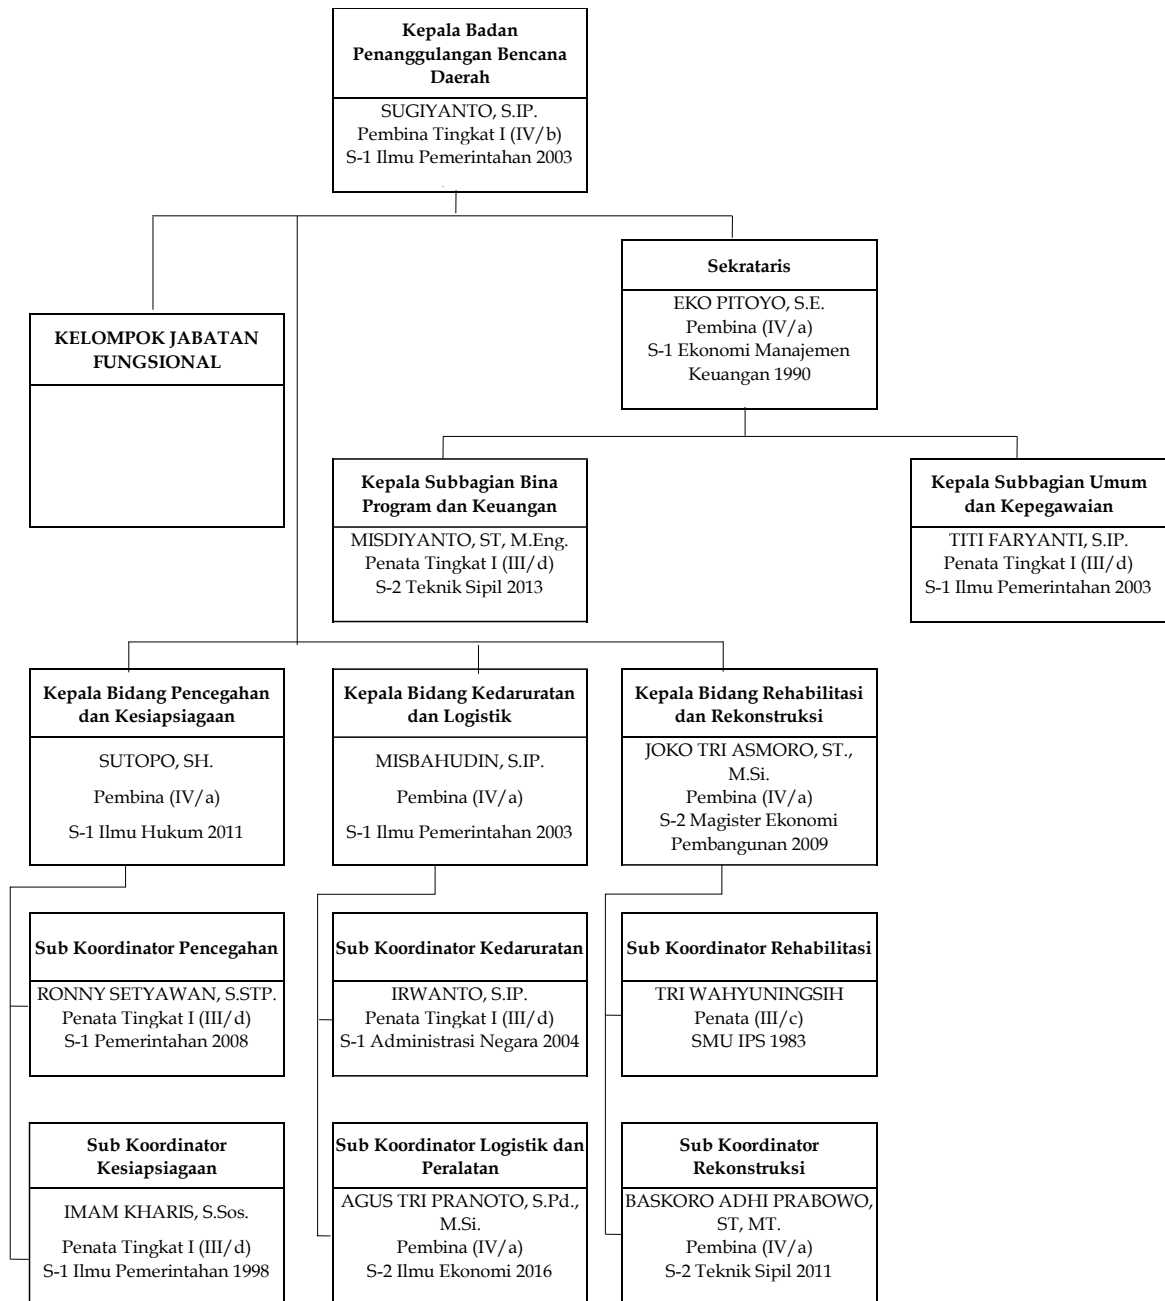 Kepala Badan
Penanggulangan Bencana
Daerah
SUGIYANTO, S.IP.
Pembina Tingkat I (IV/b)
S-1 Ilmu Pemerintahan 2003
Sekrataris
EKO PITOYO, S.E.
Pembina (IV/a)
S-1 Ekonomi Manajemen
Keuangan 1990
KELOMPOK JABATAN
FUNGSIONAL
Kepala Subbagian Bina
Program dan Keuangan
MISDIYANTO, ST, M.Eng.
Penata Tingkat I (III/d)
S-2 Teknik Sipil 2013
Kepala Subbagian Umum
dan Kepegawaian
TITI FARYANTI, S.IP.
Penata Tingkat I (III/d)
S-1 Ilmu Pemerintahan 2003
Kepala Bidang Pencegahan
dan Kesiapsiagaan
SUTOPO, SH.
Pembina (IV/a)
S-1 Ilmu Hukum 2011
Kepala Bidang Kedaruratan
dan Logistik
MISBAHUDIN, S.IP.
Pembina (IV/a)
S-1 Ilmu Pemerintahan 2003
Kepala Bidang Rehabilitasi
dan Rekonstruksi
JOKO TRI ASMORO, ST.,
M.Si.
Pembina (IV/a)
S-2 Magister Ekonomi
Pembangunan 2009
Sub Koordinator Pencegahan
RONNY SETYAWAN, S.STP.
Penata Tingkat I (III/d)
S-1 Pemerintahan 2008
Sub Koordinator Kedaruratan
IRWANTO, S.IP.
Penata Tingkat I (III/d)
S-1 Administrasi Negara 2004
Sub Koordinator Rehabilitasi
TRI WAHYUNINGSIH
Penata (III/c)
SMU IPS 1983
Sub Koordinator
Kesiapsiagaan
IMAM KHARIS, S.Sos.
Penata Tingkat I (III/d)
S-1 Ilmu Pemerintahan 1998
Sub Koordinator Logistik dan
Peralatan
AGUS TRI PRANOTO, S.Pd.,
M.Si.
Pembina (IV/a)
S-2 Ilmu Ekonomi 2016
Sub Koordinator
Rekonstruksi
BASKORO ADHI PRABOWO,
ST, MT.
Pembina (IV/a)
S-2 Teknik Sipil 2011